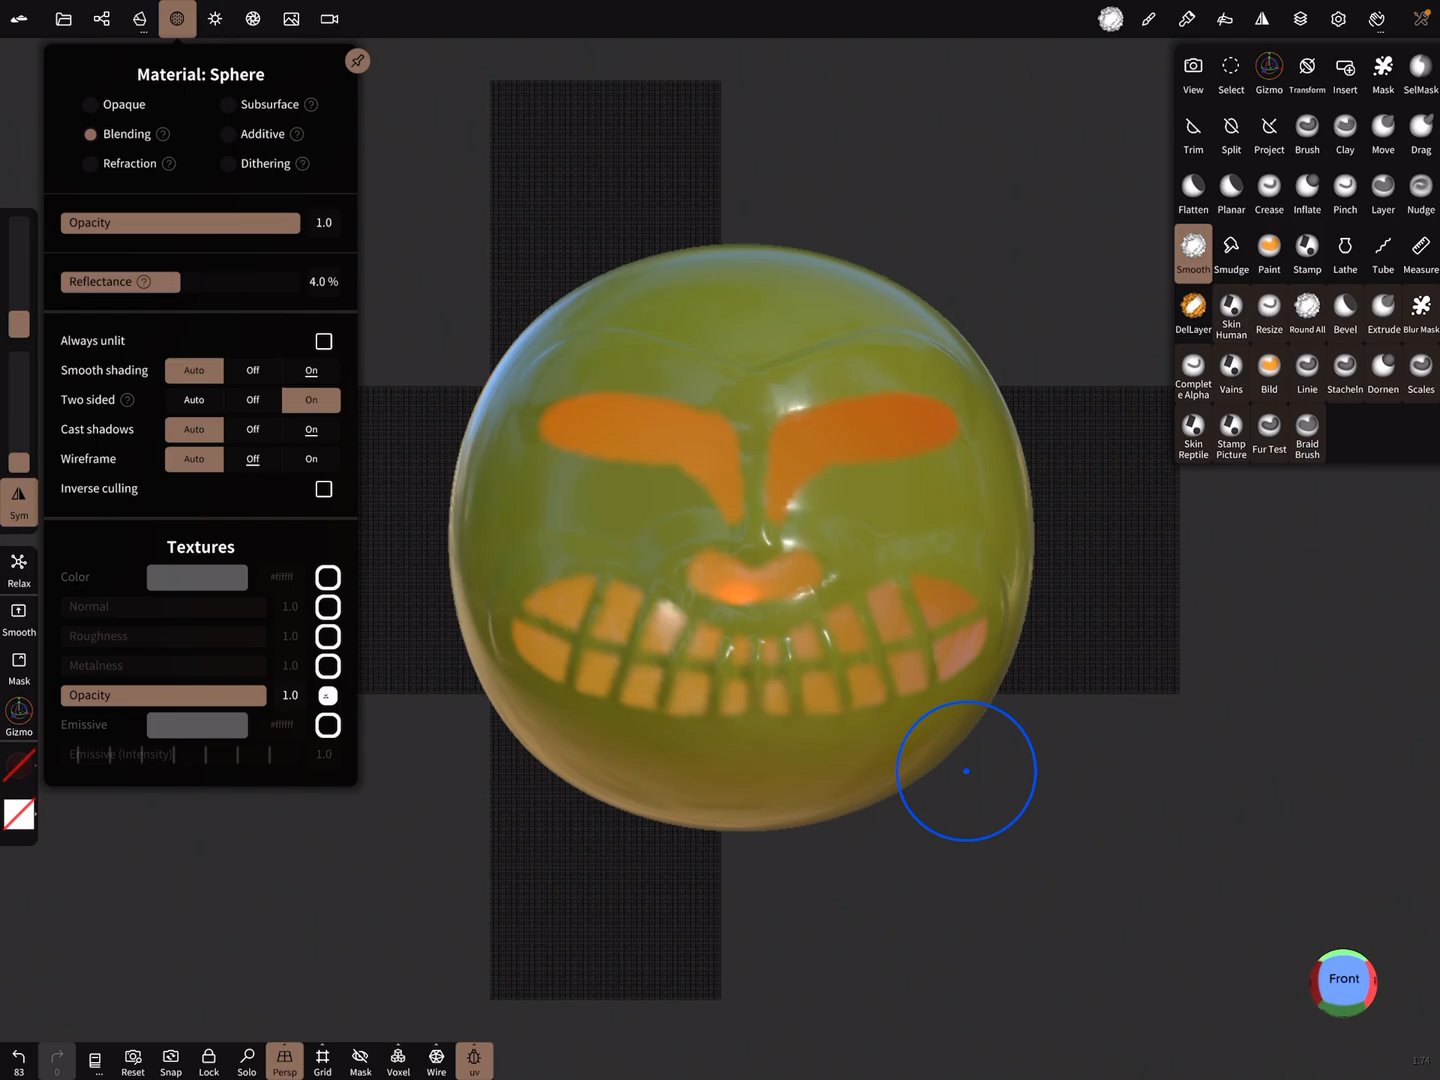 Material: Sphere
Opaque
Subsurface ?
Blending ?
Additive ?
Refraction ?
Dithering ?
Opacity 1.0
Reflectance ? 4.0 %
Always unlit
Smooth shading Auto Off On
Two sided ? Auto Off On
Cast shadows Auto Off On
Wireframe Auto Off On
Inverse culling
Textures
Color #ffffff
Normal 1.0
Roughness 1.0
Metalness 1.0
Opacity 1.0
Emissive #ffffff
Emissive (Intensity) 1.0
Sym
Relax
Smooth
Mask
Gizmo
View Select Gizmo Transform Insert Mask SelMask
Trim Split Project Brush Clay Move Drag
Flatten Planar Crease Inflate Pinch Layer Nudge
Smooth Smudge Paint Stamp Lathe Tube Measure
DelLayer Skin Human Resize Round All Bevel Extrude Blur Mask
Complet e Alpha Vains Bild Linie Stacheln Dornen Scales
Skin Reptile Stamp Picture Fur Test Braid Brush
Front
1.74
83 0 ... Reset Snap Lock Solo Persp Grid Mask Voxel Wire uv